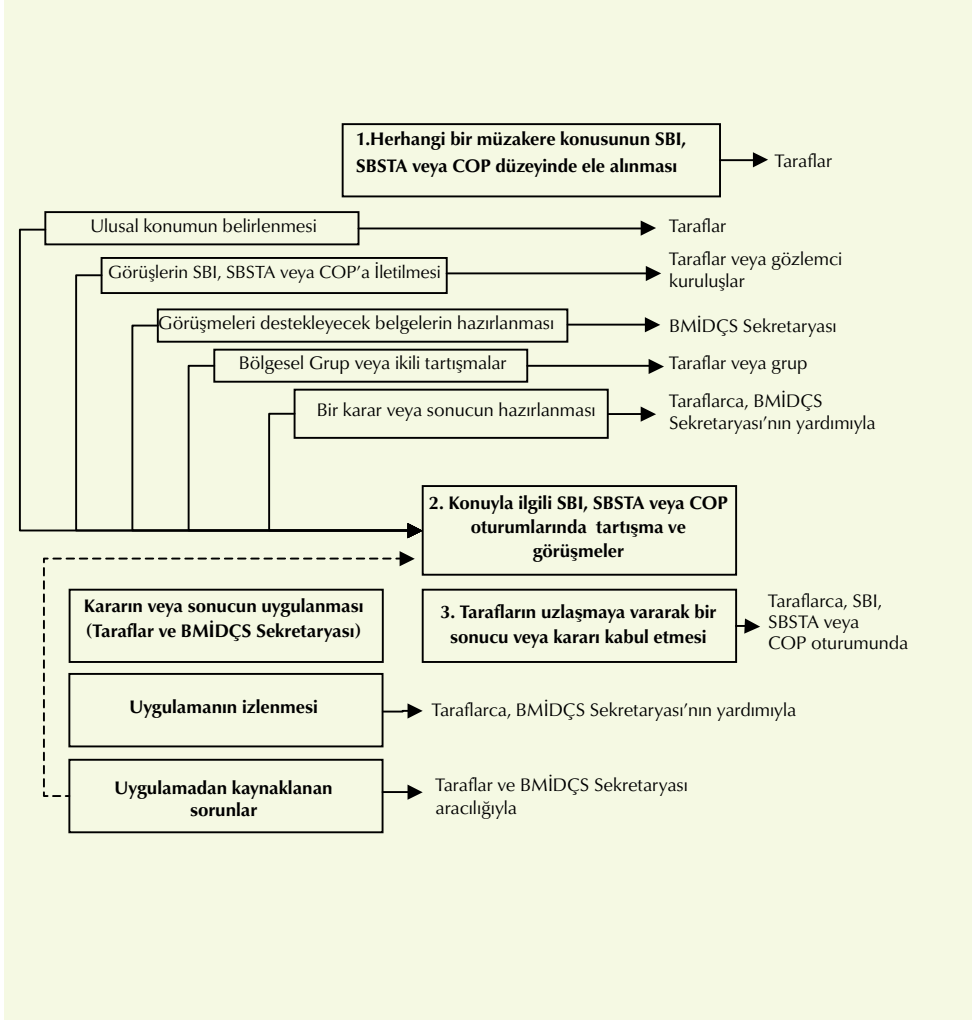 1.Herhangi bir müzakere konusunun SBI,
SBSTA veya COP düzeyinde ele alınması
Taraflar
Ulusal konumun belirlenmesi
Taraflar
Görüşlerin SBI, SBSTA veya COP’a İletilmesi
Taraflar veya gözlemci
kuruluşlar
Görüşmeleri destekleyecek belgelerin hazırlanması
BMİDÇS Sekretaryası
Bölgesel Grup veya ikili tartışmalar
Taraflar veya grup
Bir karar veya sonucun hazırlanması
Taraflarca, BMİDÇS
Sekretaryası’nın yardımıyla
2. Konuyla ilgili SBI, SBSTA veya COP
oturumlarında tartışma ve
görüşmeler
Kararın veya sonucun uygulanması
(Taraflar ve BMİDÇS Sekretaryası)
3. Tarafların uzlaşmaya vararak bir
sonucu veya kararı kabul etmesi
Taraflarca, SBI,
SBSTA veya
COP oturumunda
Uygulamanın izlenmesi
Taraflarca, BMİDÇS Sekretaryası’nın yardımıyla
Uygulamadan kaynaklanan
sorunlar
Taraflar ve BMİDÇS Sekretaryası
aracılığıyla